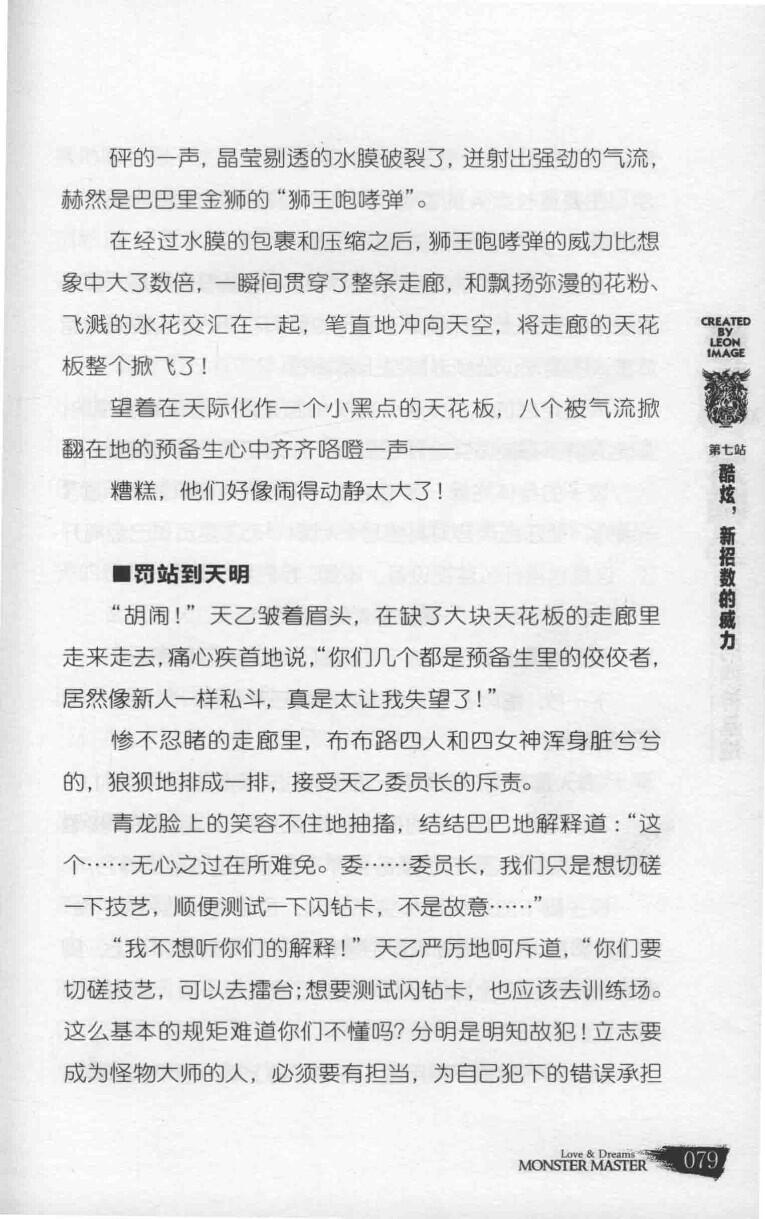 砰的一声，晶莹剔透的水膜破裂了，迸射出强劲的气流，
赫然是巴巴里金狮的“狮王咆哮弹”。
在经过水膜的包裹和压缩之后，狮王咆哮弹的威力比想
象中大了数倍，一瞬间贯穿了整条走廊，和飘扬弥漫的花粉、
飞溅的水花交汇在一起，笔直地冲向天空，将走廊的天花
板整个掀飞了！
望着在天际化作一个小黑点的天花板，八个被气流掀
翻在地的预备生心中齐齐咯噔一声——
糟糕，他们好像闹得动静太大了！
■罚站到天明
“胡闹！”天乙皱着眉头，在缺了大块天花板的走廊里
走来走去，痛心疾首地说，“你们几个都是预备生里的佼佼者，
居然像新人一样私斗，真是太让我失望了！”
惨不忍睹的走廊里，布布路四人和四女神浑身脏兮兮
的，狼狈地排成一排，接受天乙委员长的斥责。
青龙脸上的笑容不住地抽搐，结结巴巴地解释道：“这
个……无心之过在所难免。委……委员长，我们只是想切磋
一下技艺，顺便测试一下闪钻卡，不是故意……”
“我不想听你们的解释！”天乙严厉地呵斥道，“你们要
切磋技艺，可以去擂台；想要测试闪钻卡，也应该去训练场。
这么基本的规矩难道你们不懂吗？分明是明知故犯！立志要
成为怪物大师的人，必须要有担当，为自己犯下的错误承担
CREATED
BY
LEON
IMAGE
第七站
酷炫，新招数的威力
Love & Dreams
MONSTER MASTER
079